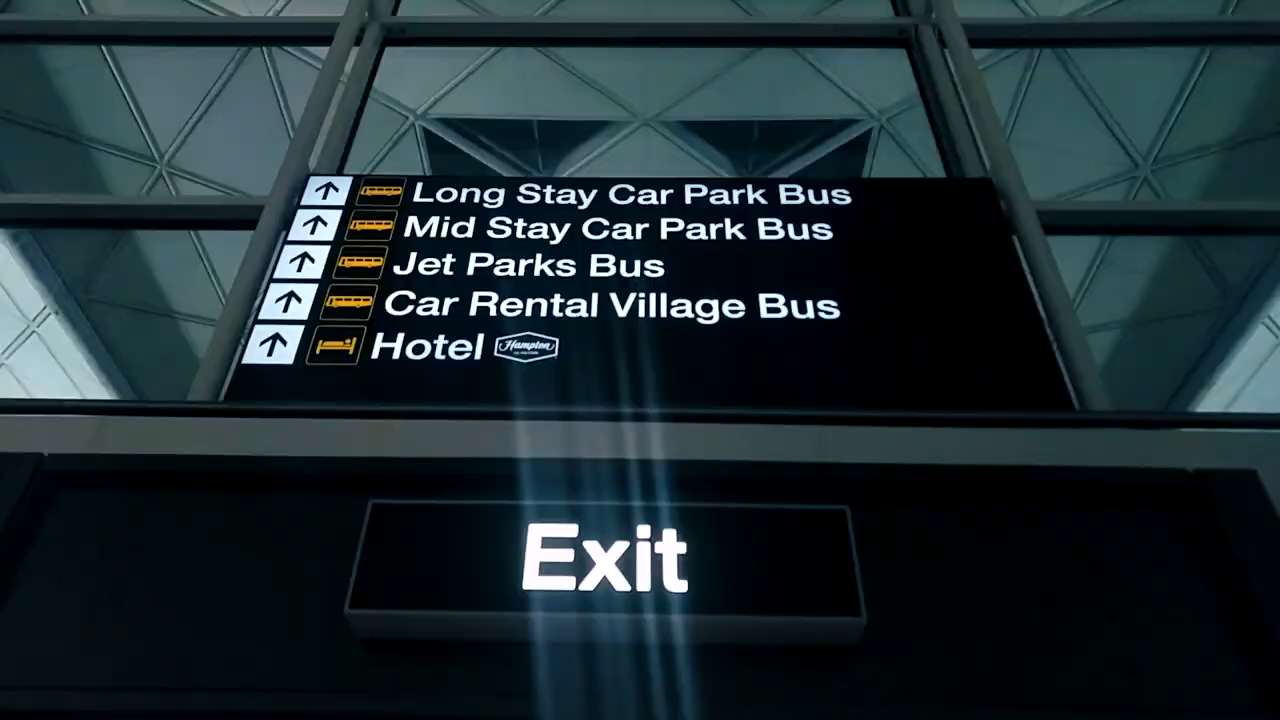 Long Stay Car Park Bus
Mid Stay Car Park Bus
Jet Parks Bus
Car Rental Village Bus
Hotel Hampton
Exit